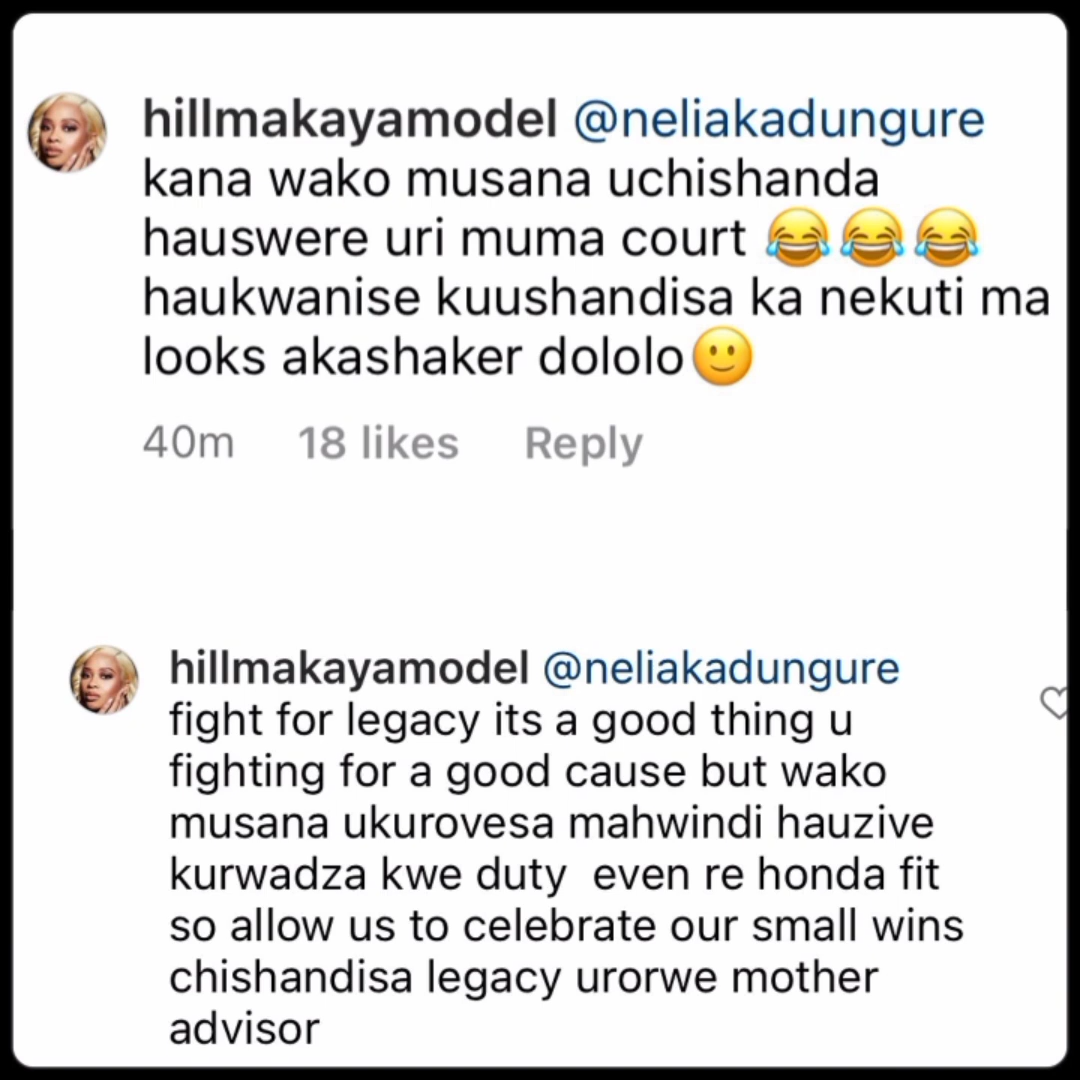 hillmakayamodel @neliakadungure
kana wako musana uchishanda
hauswere uri muma court 😂😂😂
haukwanise kuushandisa ka nekuti ma
looks akashaker dololo🙂
40m 18 likes Reply
hillmakayamodel @neliakadungure
fight for legacy its a good thing u
fighting for a good cause but wako
musana ukurovesa mahwindi hauzive
kurwadza kwe duty  even re honda fit
so allow us to celebrate our small wins
chishandisa legacy urorwe mother
advisor